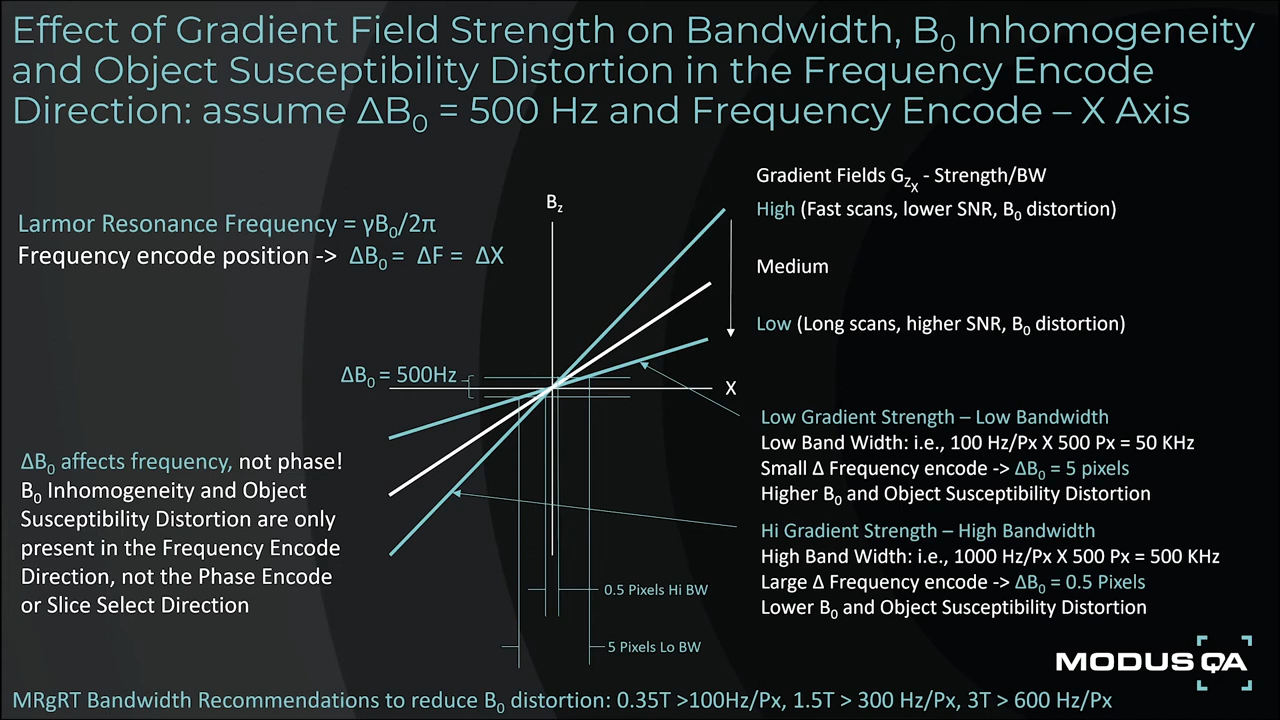 Effect of Gradient Field Strength on Bandwidth, B₀ Inhomogeneity
and Object Susceptibility Distortion in the Frequency Encode
Direction: assume ΔB₀ = 500 Hz and Frequency Encode – X Axis
Larmor Resonance Frequency = γB₀/2π
Frequency encode position -> ΔB₀ = ΔF = ΔX
B_z
Gradient Fields G_Z_X - Strength/BW
High (Fast scans, lower SNR, B₀ distortion)
Medium
Low (Long scans, higher SNR, B₀ distortion)
ΔB₀ = 500Hz
X
Low Gradient Strength – Low Bandwidth
Low Band Width: i.e., 100 Hz/Px X 500 Px = 50 KHz
Small Δ Frequency encode -> ΔB₀ = 5 pixels
Higher B₀ and Object Susceptibility Distortion
ΔB₀ affects frequency, not phase!
B₀ Inhomogeneity and Object
Susceptibility Distortion are only
present in the Frequency Encode
Direction, not the Phase Encode
or Slice Select Direction
Hi Gradient Strength – High Bandwidth
High Band Width: i.e., 1000 Hz/Px X 500 Px = 500 KHz
Large Δ Frequency encode -> ΔB₀ = 0.5 Pixels
Lower B₀ and Object Susceptibility Distortion
0.5 Pixels Hi BW
5 Pixels Lo BW
MODUS QA
MRgRT Bandwidth Recommendations to reduce B₀ distortion: 0.35T >100Hz/Px, 1.5T > 300 Hz/Px, 3T > 600 Hz/Px